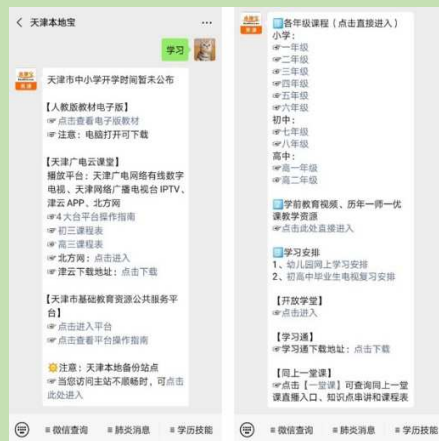 天津本地宝
学习
天津市中小学开学时间暂未公布
【人教版教材电子版】
☞点击查看电子版教材
☞注意：电脑打开可下载
【天津广电云课堂】
播放平台：天津广电网络有线数字
电视、天津网络广播电视台 IPTV、
津云 APP、北方网
☞4大台平台操作指南
☞初三课程表
☞高三课程表
☞北方网：点击进入
☞津云下载地址：点击下载
【天津市基础教育资源公共服务平
台】
☞点击进入平台
☞点击查看平台操作指南
注意：天津本地备份站点
☞当您访问主站不顺畅时，可点击
此处进入
微信查询
肺炎消息
学历技能
1 各年级课程（点击直接进入）
小学：
☞一年级
☞二年级
☞三年级
☞四年级
☞五年级
☞六年级
初中：
☞七年级
☞八年级
高中：
☞高一年级
☞高二年级
学前教育视频、历年一师一优
课教学资源
☞点击此处直接进入
学习安排
1、幼儿园网上学习安排
2、初高中毕业生电视复习安排
【开放学堂】
☞点击进入
【学习通】
☞学习通下载地址：点击下载
【同上一堂课】
☞点击【一堂课】可查询同上一堂
课直播入口、知识点串讲和课程表
微信查询
肺炎消息
学历技能